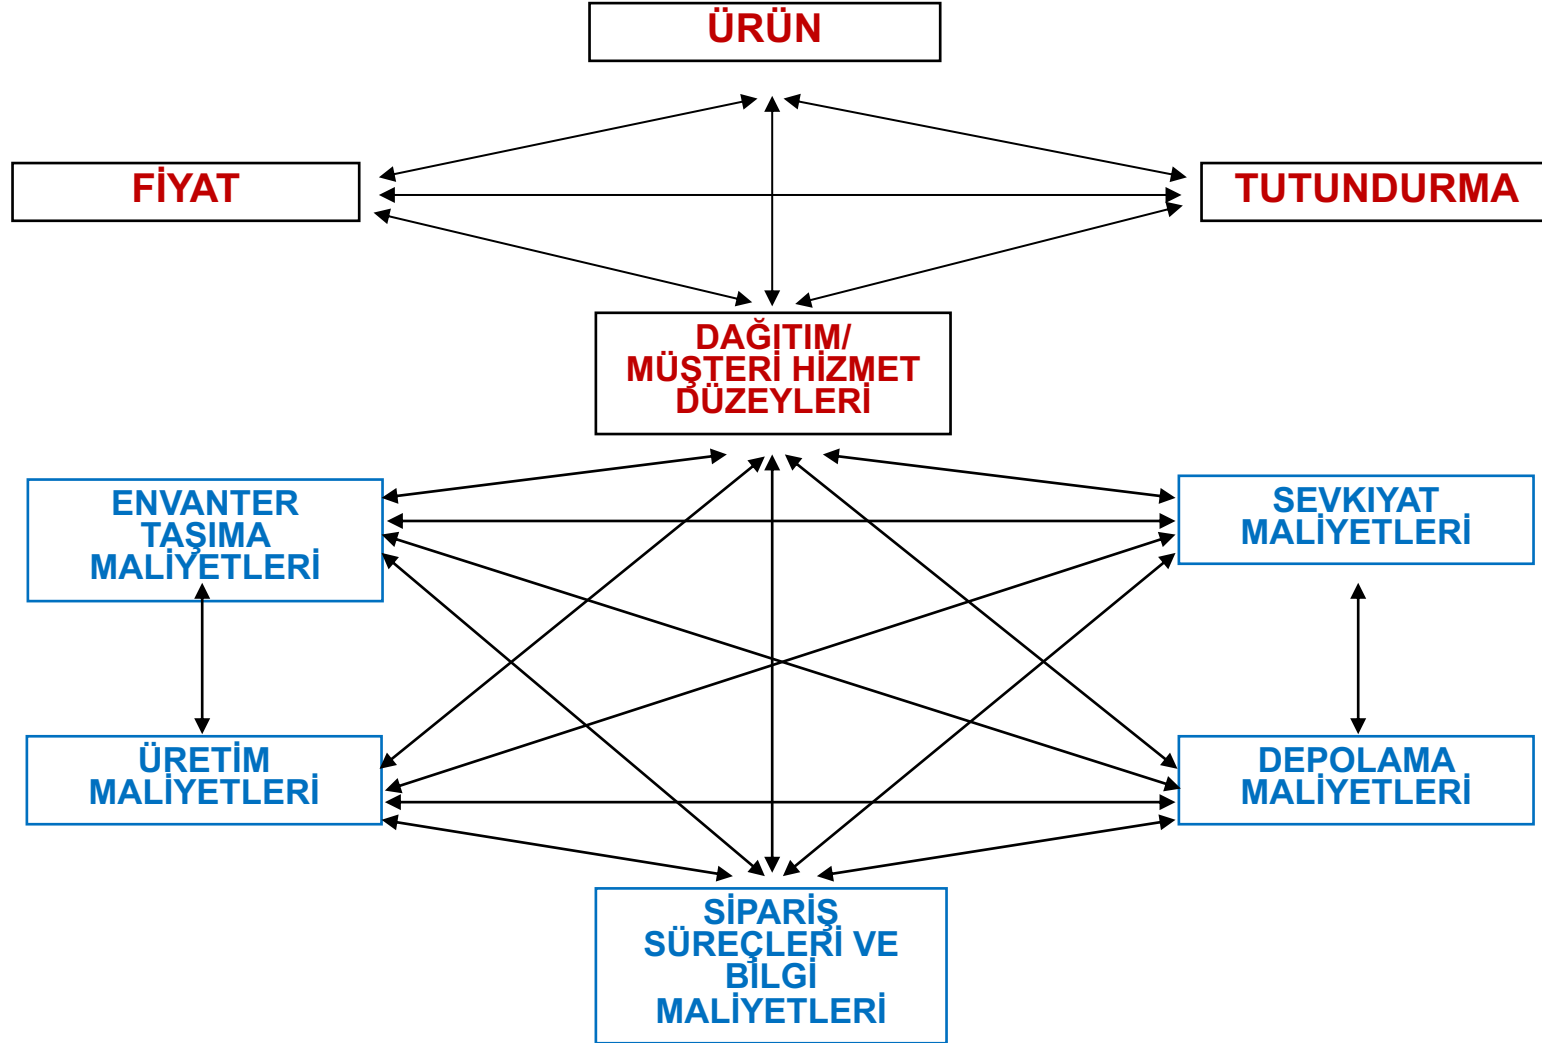 ÜRÜN
FİYAT
TUTUNDURMA
DAĞITIM/
MÜŞTERİ HİZMET
DÜZEYLERİ
ENVANTER
TAŞIMA
MALİYETLERİ
SEVKIYAT
MALİYETLERİ
ÜRETİM
MALİYETLERİ
DEPOLAMA
MALİYETLERİ
SİPARİŞ
SÜREÇLERİ VE
BİLGİ
MALİYETLERİ